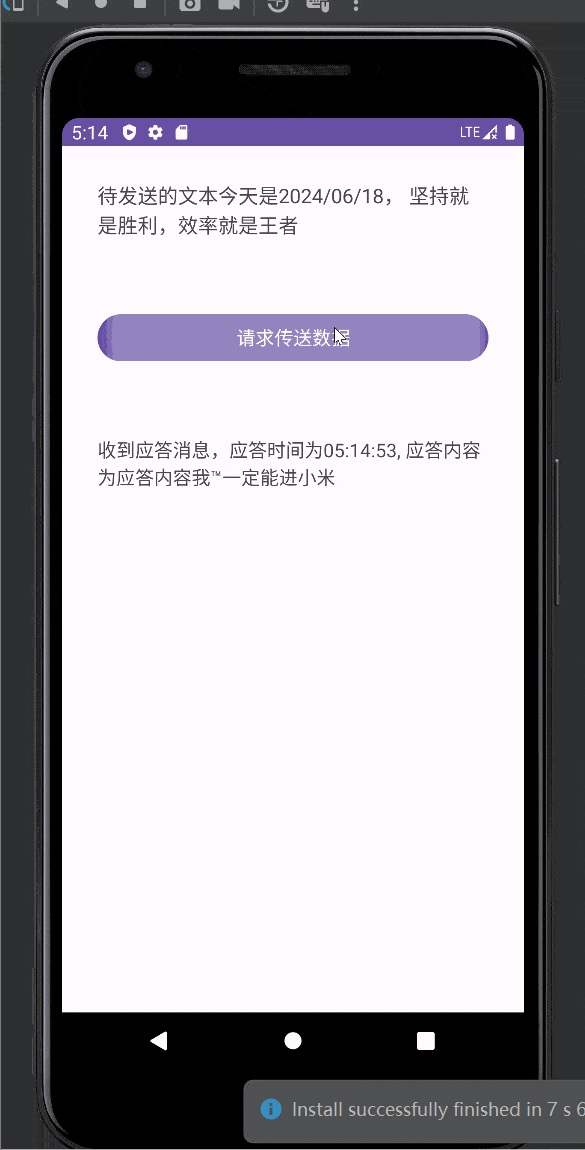 5:14
LTE
待发送的文本今天是2024/06/18， 坚持就
是胜利，效率就是王者
请求传送数据
收到应答消息，应答时间为05:14:53, 应答内容
为应答内容我™一定能进小米
Install successfully finished in 7 s 6